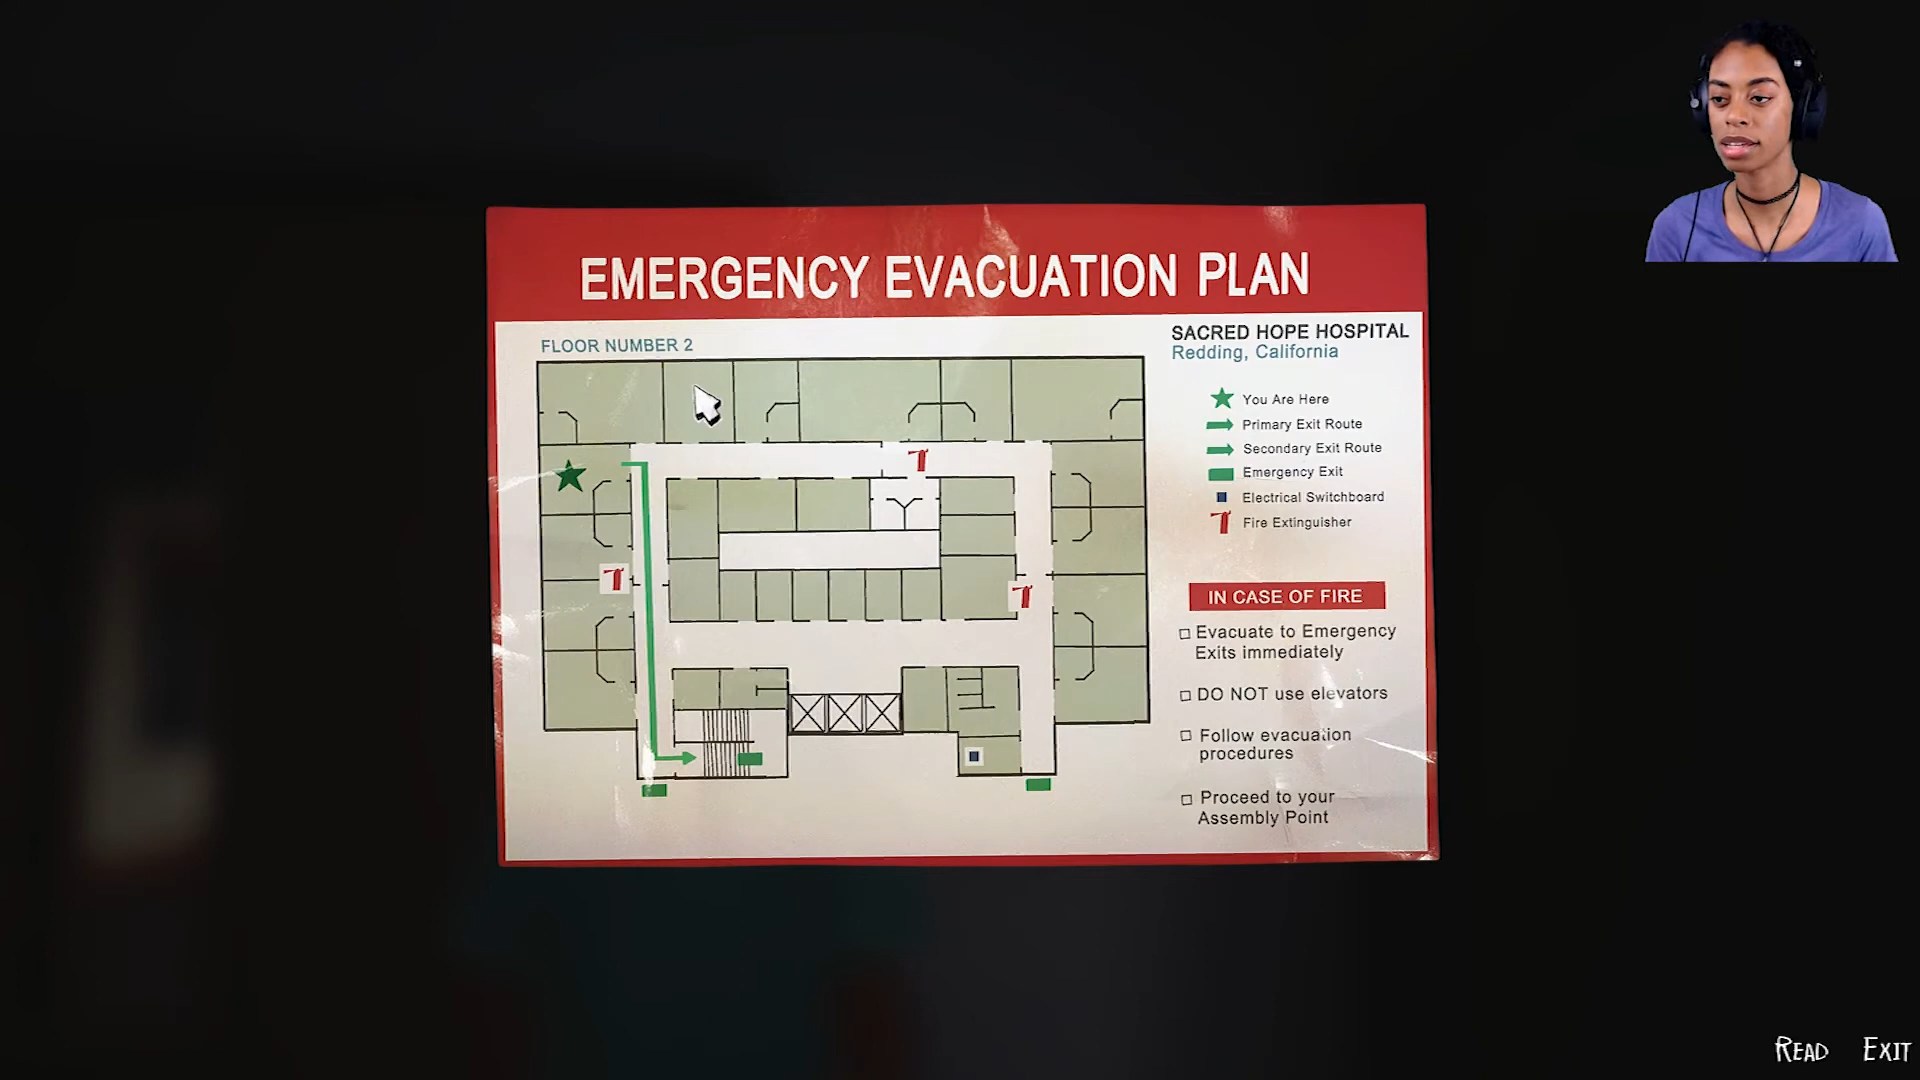 EMERGENCY EVACUATION PLAN
FLOOR NUMBER 2
SACRED HOPE HOSPITAL
Redding, California
You Are Here
Primary Exit Route
Secondary Exit Route
Emergency Exit
Electrical Switchboard
Fire Extinguisher
IN CASE OF FIRE
Evacuate to Emergency
Exits immediately
DO NOT use elevators
Follow evacuation
procedures
Proceed to your
Assembly Point
READ EXIT